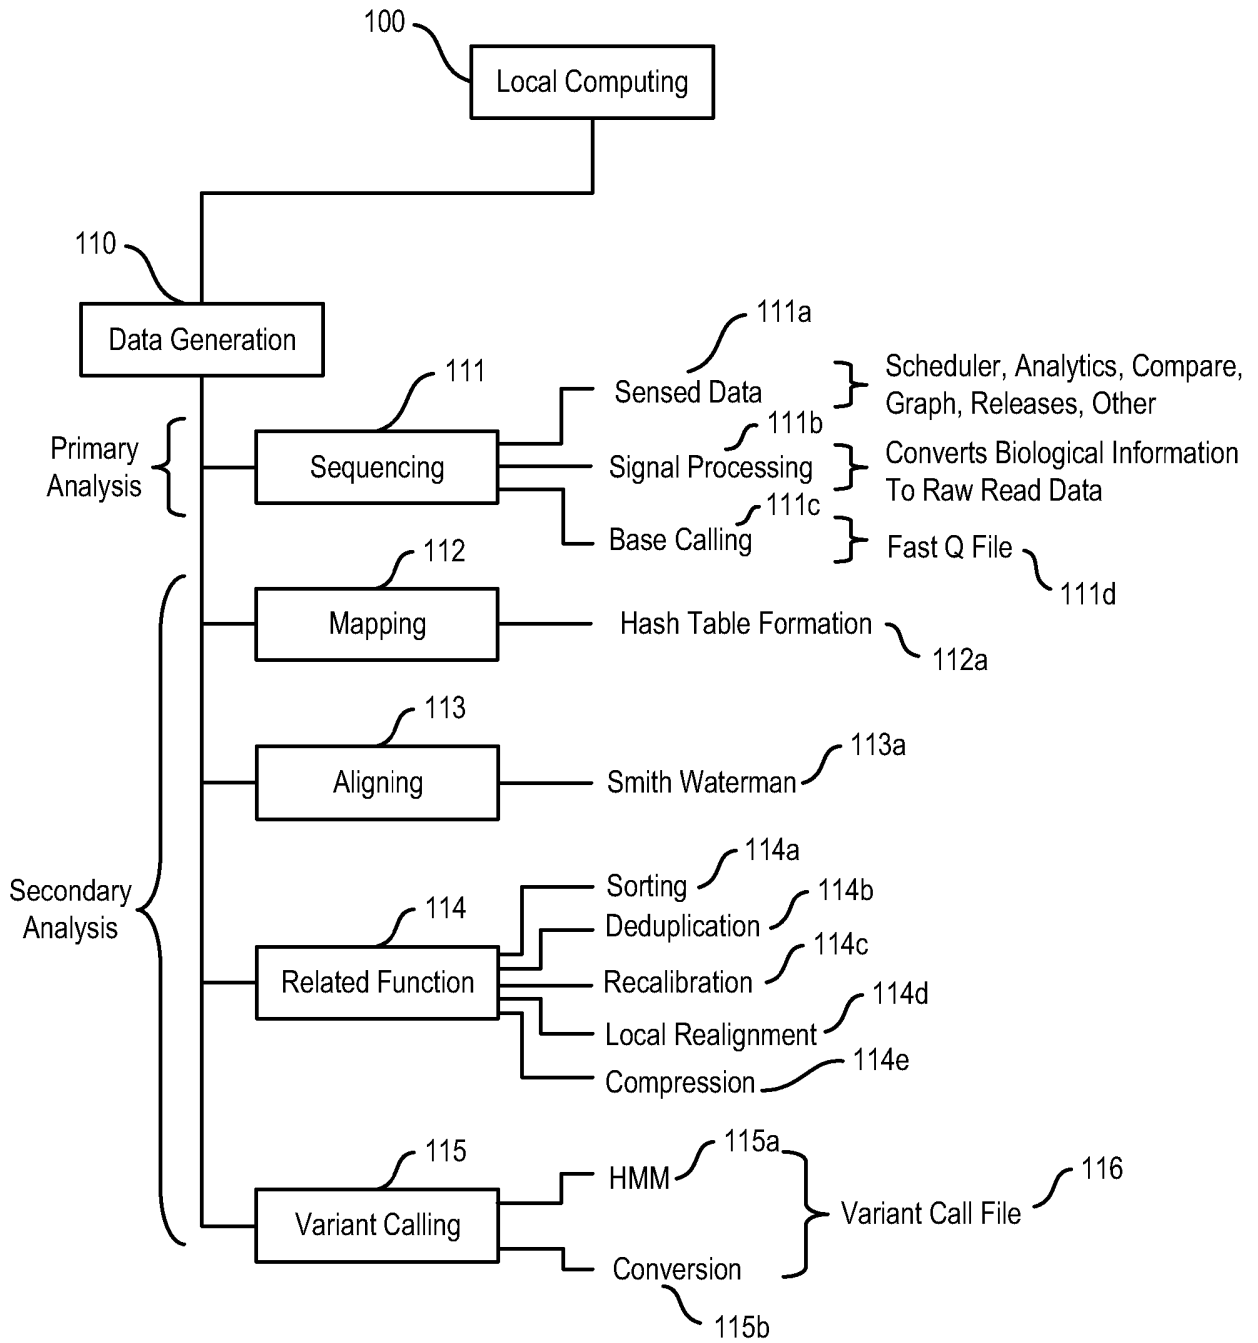 100
Local Computing
110
Data Generation
Primary
Analysis
111
Sequencing
111a
Sensed Data
Scheduler, Analytics, Compare,
Graph, Releases, Other
111b
Signal Processing
Converts Biological Information
To Raw Read Data
111c
Base Calling
Fast Q File
111d
Secondary
Analysis
112
Mapping
Hash Table Formation
112a
113
Aligning
Smith Waterman
113a
114
Related Function
114a
Sorting
114b
Deduplication
114c
Recalibration
114d
Local Realignment
114e
Compression
115
Variant Calling
115a
HMM
Conversion
115b
Variant Call File
116